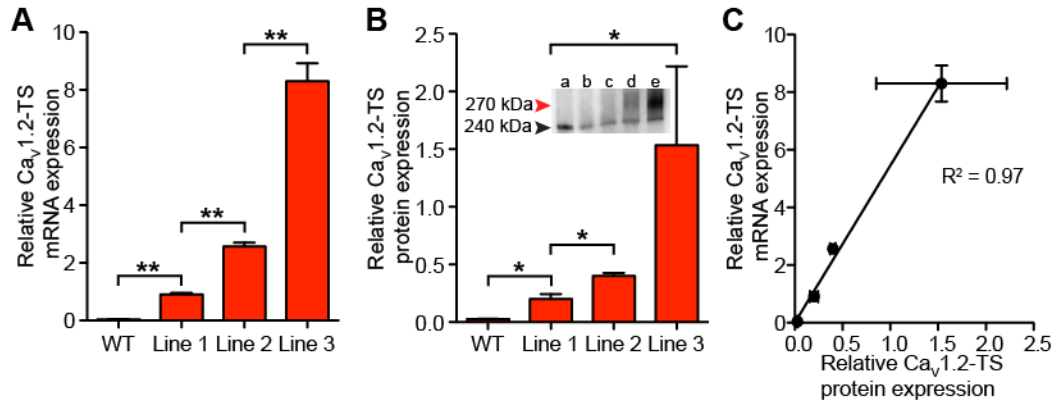 A
Relative CaV1.2-TS
mRNA expression
10
8
6
4
2
0
**
**
**
WT
Line 1
Line 2
Line 3
B
Relative CaV1.2-TS
protein expression
2.5
2.0
1.5
1.0
0.5
0.0
*
*
*
a b c d e
270 kDa
240 kDa
WT
Line 1
Line 2
Line 3
C
Relative CaV1.2-TS
mRNA expression
10
8
6
4
2
0
R² = 0.97
0.0
0.5
1.0
1.5
2.0
2.5
Relative CaV1.2-TS
protein expression